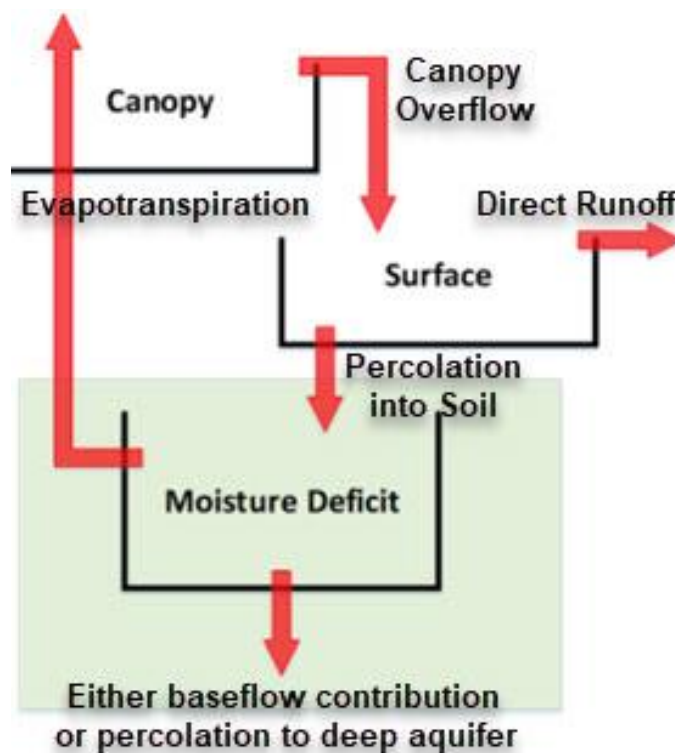 Canopy
Canopy
Overflow
Evapotranspiration
Direct Runoff
Surface
Percolation
into Soil
Moisture Deficit
Either baseflow contribution
or percolation to deep aquifer